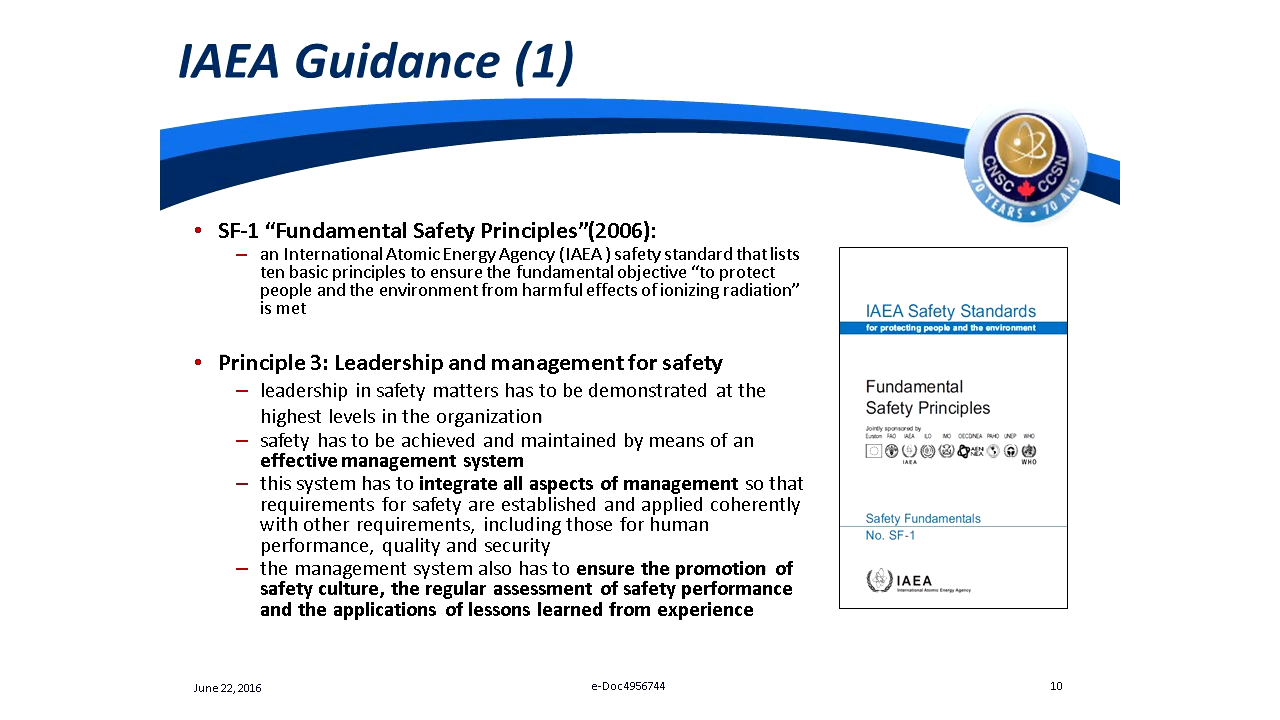 IAEA Guidance (1)
CNSC CCSN
70 YEARS • 70 ANS
• SF-1 “Fundamental Safety Principles”(2006):
– an International Atomic Energy Agency (IAEA ) safety standard that lists
ten basic principles to ensure the fundamental objective “to protect
people and the environment from harmful effects of ionizing radiation”
is met
• Principle 3: Leadership and management for safety
– leadership in safety matters has to be demonstrated at the
highest levels in the organization
– safety has to be achieved and maintained by means of an
effective management system
– this system has to integrate all aspects of management so that
requirements for safety are established and applied coherently
with other requirements, including those for human
performance, quality and security
– the management system also has to ensure the promotion of
safety culture, the regular assessment of safety performance
and the applications of lessons learned from experience
IAEA Safety Standards
for protecting people and the environment
Fundamental
Safety Principles
Jointly sponsored by
Euratom FAO IAEA ILO IMO OECD/NEA PAHO UNEP WHO
AEN
NEA
IAEA WHO
Safety Fundamentals
No. SF-1
IAEA
International Atomic Energy Agency
June 22, 2016
e-Doc4956744
10